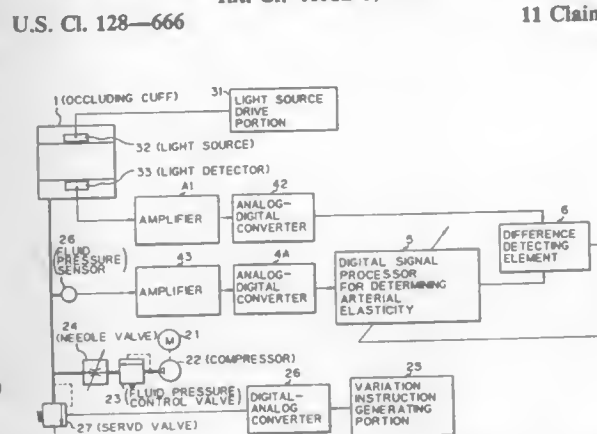 U.S. Cl. 128—666
11 Claim
1 (OCCLUDING CUFF)
31
LIGHT SOURCE
DRIVE
PORTION
32 (LIGHT SOURCE)
33 (LIGHT DETECTOR)
A1
AMPLIFIER
42
ANALOG-
DIGITAL
CONVERTER
6
DIFFERENCE
DETECTING
ELEMENT
26
(FLUID
PRESSURE
SENSOR)
43
AMPLIFIER
4A
ANALOG-
DIGITAL
CONVERTER
5
DIGITAL SIGNAL
PROCESSOR
FOR DETERMINING
ARTERIAL
ELASTICITY
24
(NEEDLE VALVE)
21
M
22 (COMPRESSOR)
23 (FLUID PRESSURE
CONTROL VALVE)
26
DIGITAL-
ANALOG
CONVERTER
25
VARIATION
INSTRUCTION
GENERATING
PORTION
27 (SERVD VALVE)